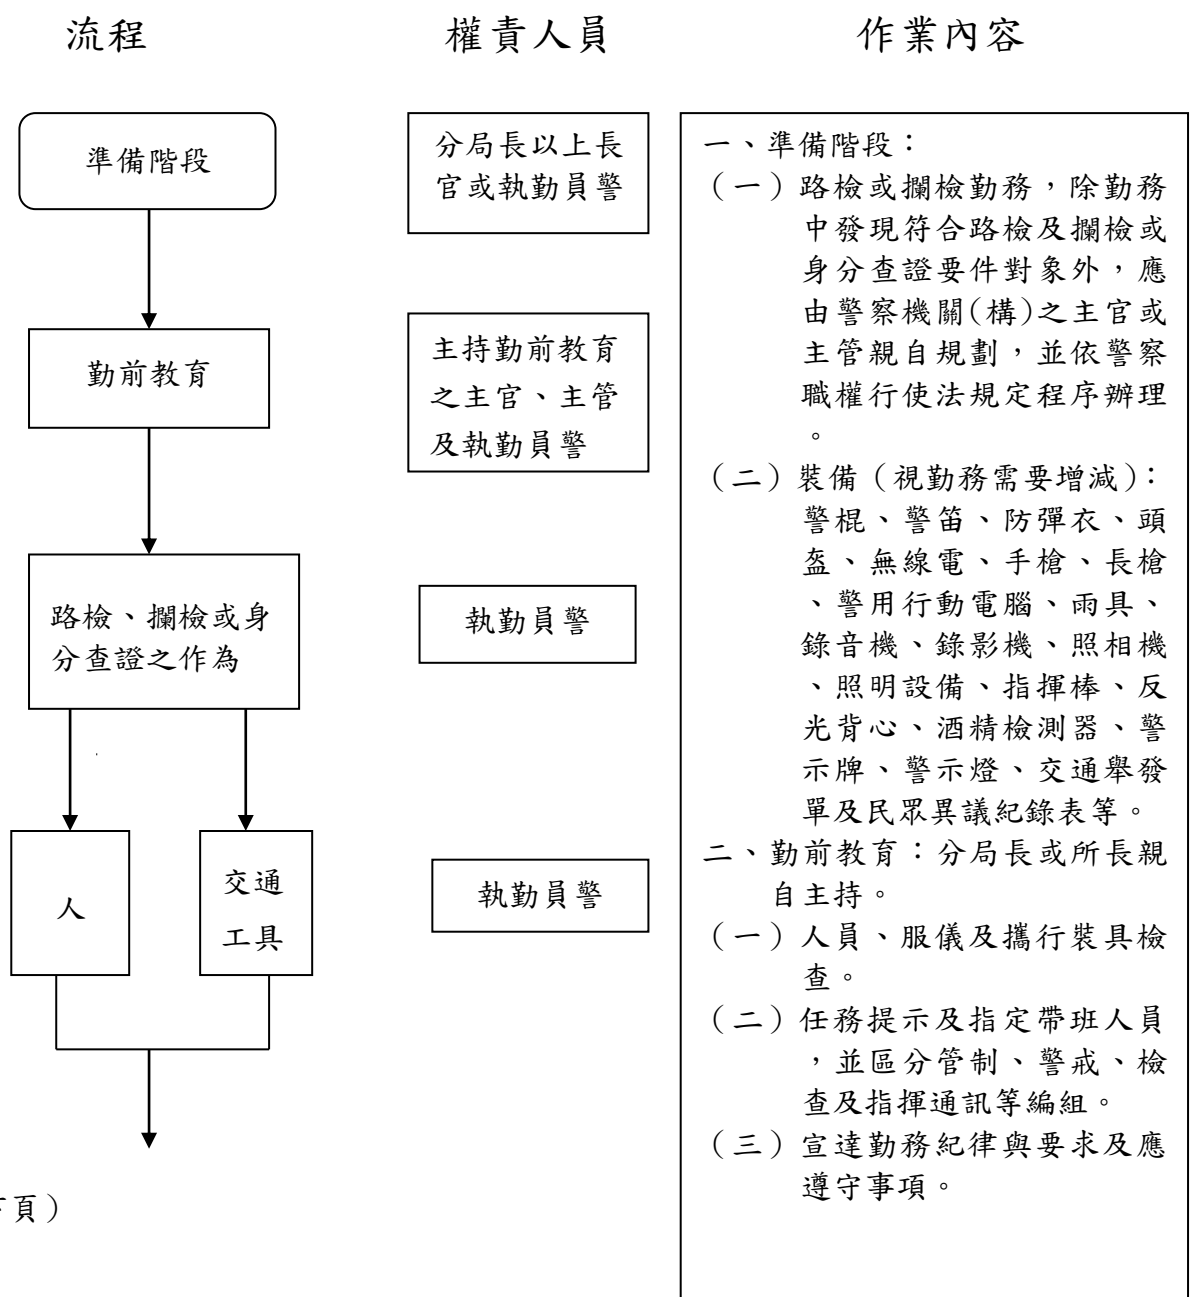 流程
權責人員
作業內容
準備階段
勤前教育
路檢、攔檢或身
分查證之作為
人
交通
工具
頁）
分局長以上長
官或執勤員警
主持勤前教育
之主官、主管
及執勤員警
執勤員警
執勤員警
一、準備階段：
（一）路檢或攔檢勤務，除勤務
中發現符合路檢及攔檢或
身分查證要件對象外，應
由警察機關(構)之主官或
主管親自規劃，並依警察
職權行使法規定程序辦理
。
（二）裝備（視勤務需要增減）：
警棍、警笛、防彈衣、頭
盔、無線電、手槍、長槍
、警用行動電腦、雨具、
錄音機、錄影機、照相機
、照明設備、指揮棒、反
光背心、酒精檢測器、警
示牌、警示燈、交通舉發
單及民眾異議紀錄表等。
二、勤前教育：分局長或所長親
自主持。
（一）人員、服儀及攜行裝具檢
查。
（二）任務提示及指定帶班人員
，並區分管制、警戒、檢
查及指揮通訊等編組。
（三）宣達勤務紀律與要求及應
遵守事項。